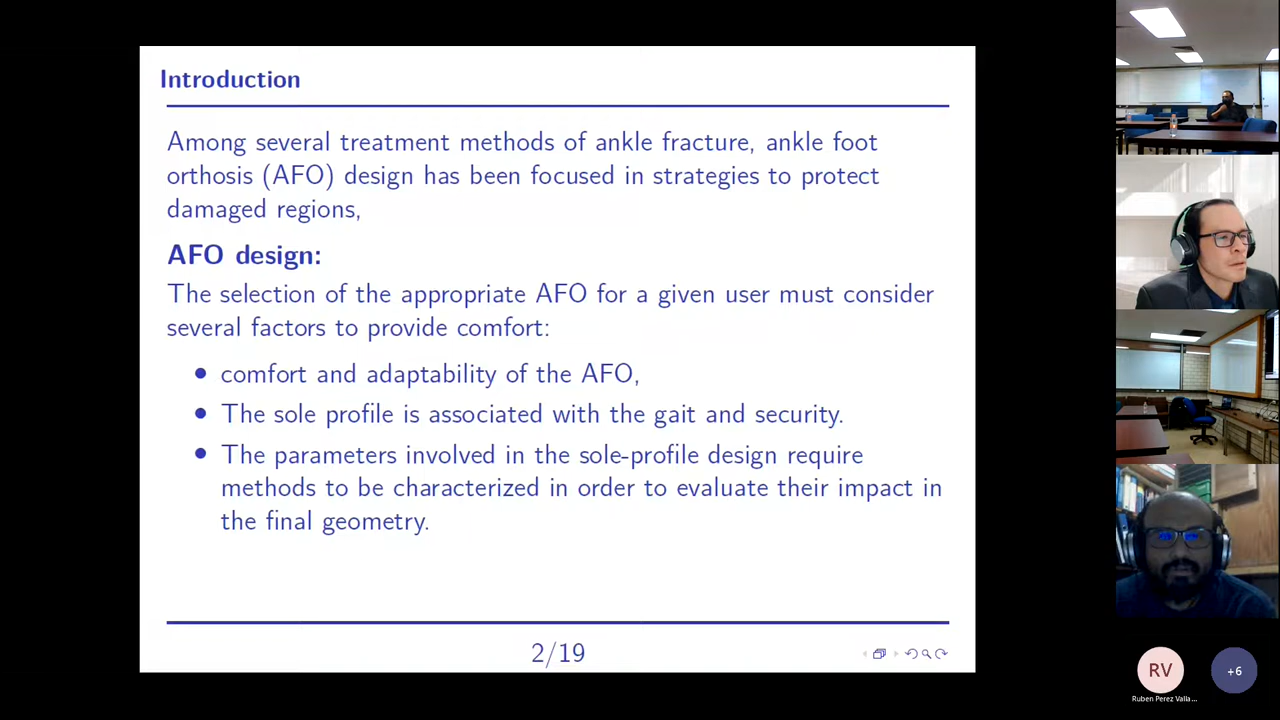 Introduction
Among several treatment methods of ankle fracture, ankle foot
orthosis (AFO) design has been focused in strategies to protect
damaged regions,
AFO design:
The selection of the appropriate AFO for a given user must consider
several factors to provide comfort:
• comfort and adaptability of the AFO,
• The sole profile is associated with the gait and security.
• The parameters involved in the sole-profile design require
methods to be characterized in order to evaluate their impact in
the final geometry.
2/19
RV
+6
Ruben Perez Valla...